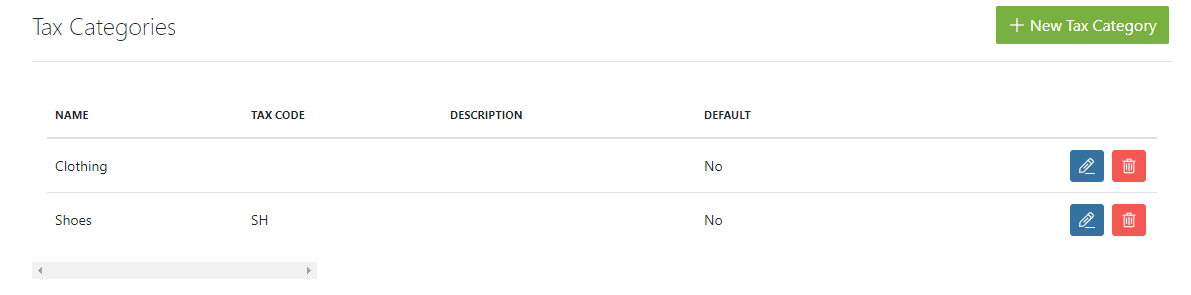 Tax Categories
New Tax Category
NAME TAX CODE DESCRIPTION DEFAULT
Clothing No
Shoes SH No